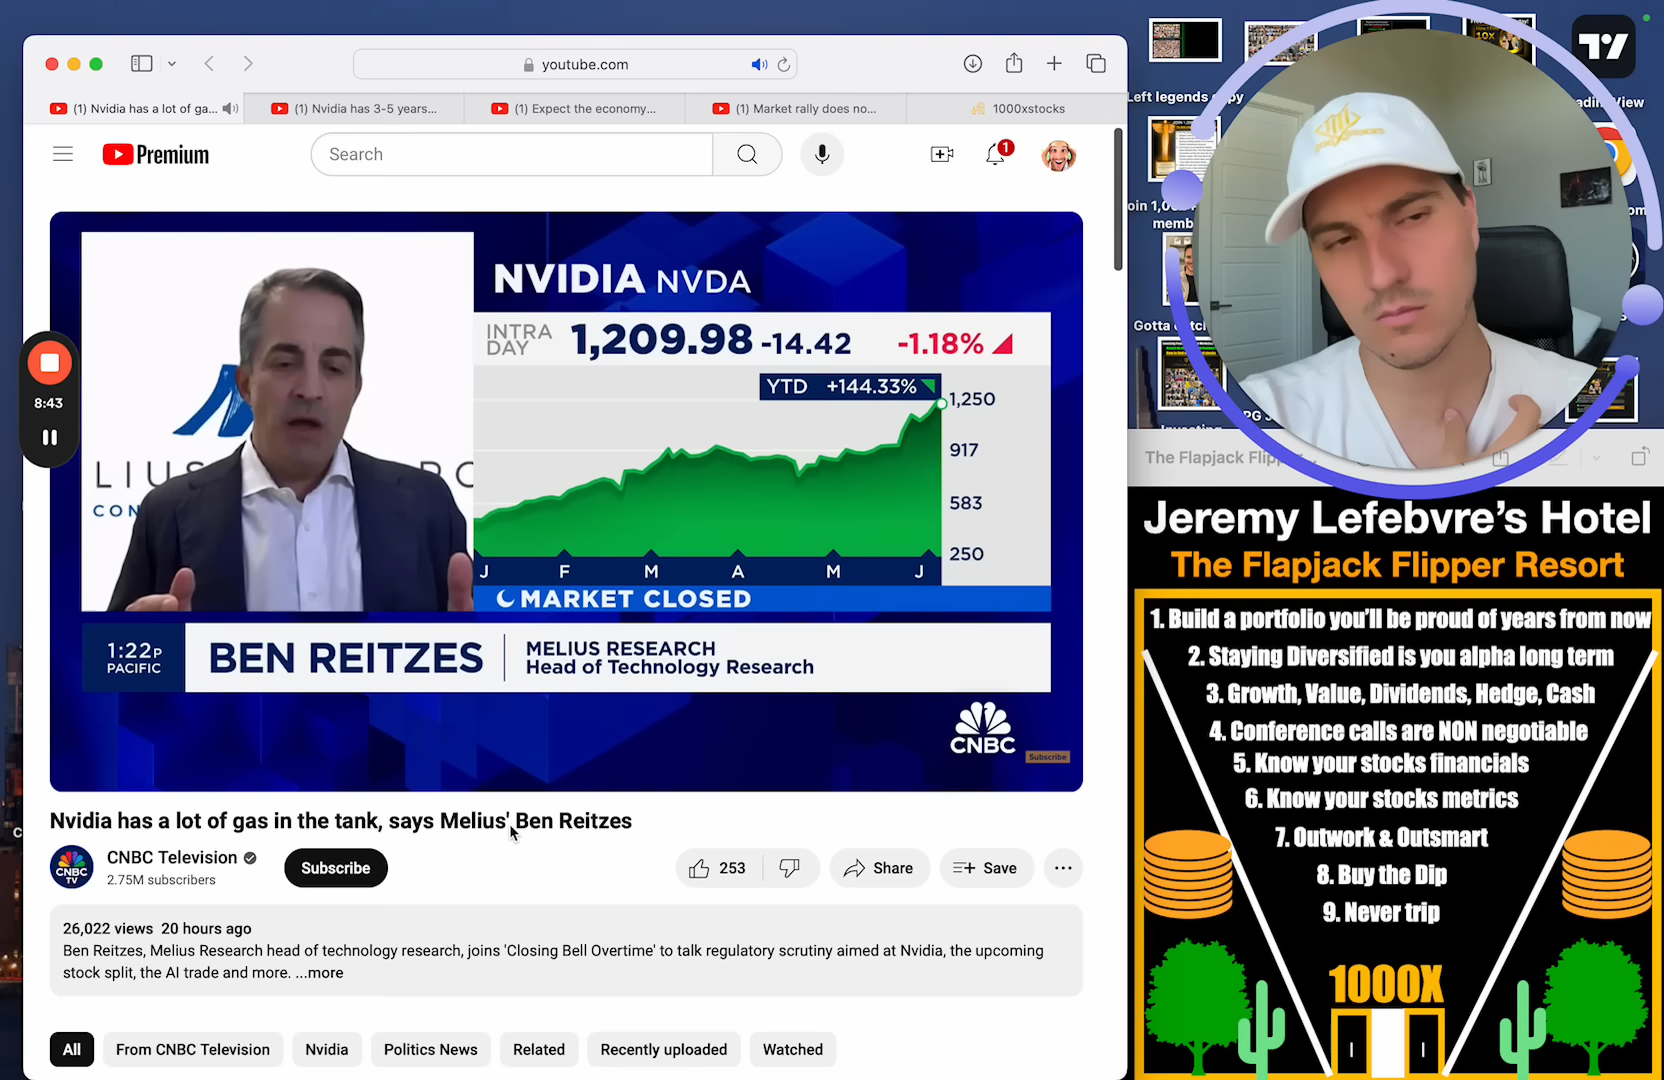 youtube.com
(1) Nvidia has a lot of ga...
(1) Nvidia has 3-5 years...
(1) Expect the economy...
(1) Market rally does no...
1000xstocks
Premium
Search
1
NVIDIA NVDA
INTRA DAY 1,209.98 -14.42 -1.18%
YTD +144.33%
1,250
917
583
250
J F M A M J
MARKET CLOSED
1:22P PACIFIC
BEN REITZES
MELIUS RESEARCH
Head of Technology Research
CNBC
Subscribe
8:43
Nvidia has a lot of gas in the tank, says Melius' Ben Reitzes
CNBC TV
CNBC Television
2.75M subscribers
Subscribe
253
Share
Save
26,022 views 20 hours ago
Ben Reitzes, Melius Research head of technology research, joins 'Closing Bell Overtime' to talk regulatory scrutiny aimed at Nvidia, the upcoming
stock split, the AI trade and more. ...more
All
From CNBC Television
Nvidia
Politics News
Related
Recently uploaded
Watched
Left legends copy
Jeremy Lefebvre's Hotel
The Flapjack Flipper Resort
1. Build a portfolio you'll be proud of years from now
2. Staying Diversified is you alpha long term
3. Growth, Value, Dividends, Hedge, Cash
4. Conference calls are NON negotiable
5. Know your stocks financials
6. Know your stocks metrics
7. Outwork & Outsmart
8. Buy the Dip
9. Never trip
1000X